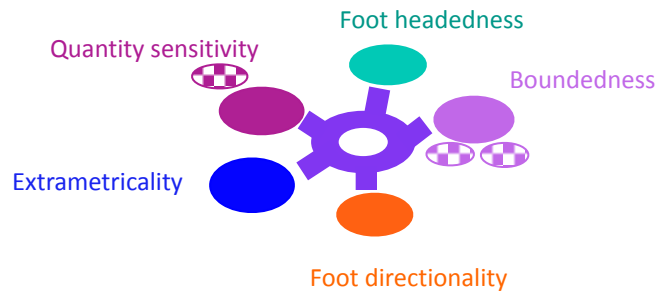 Foot headedness
Quantity sensitivity
Boundedness
Extrametricality
Foot directionality